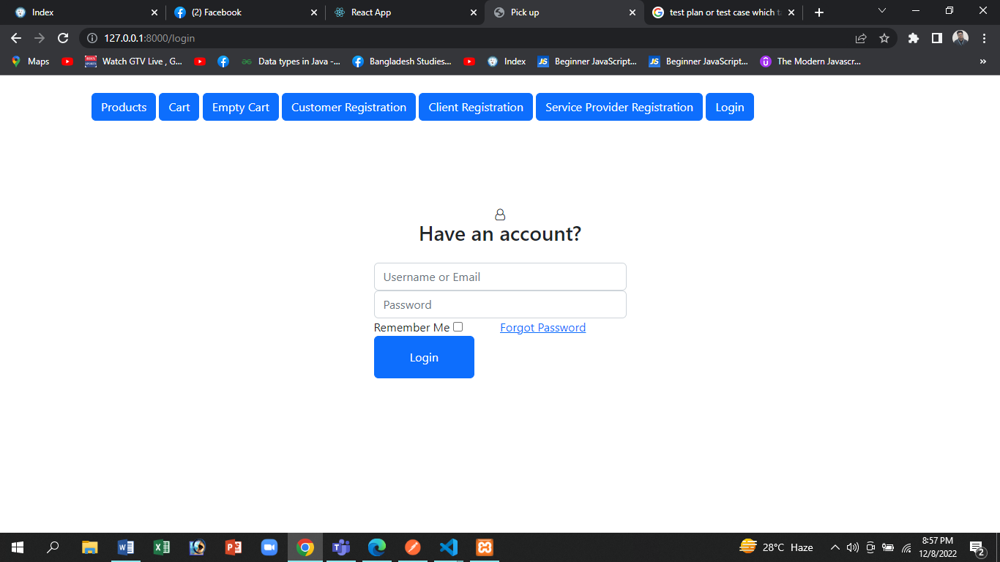 Index
(2) Facebook
React App
Pick up
test plan or test case which t
127.0.0.1:8000/login
Maps
Watch GTV Live , G...
Data types in Java -...
Bangladesh Studies...
Index
JS Beginner JavaScript...
JS Beginner JavaScript...
The Modern Javascr...
»
Products
Cart
Empty Cart
Customer Registration
Client Registration
Service Provider Registration
Login
Have an account?
Username or Email
Password
Remember Me
Forgot Password
Login
28°C Haze
8:57 PM
12/8/2022
2